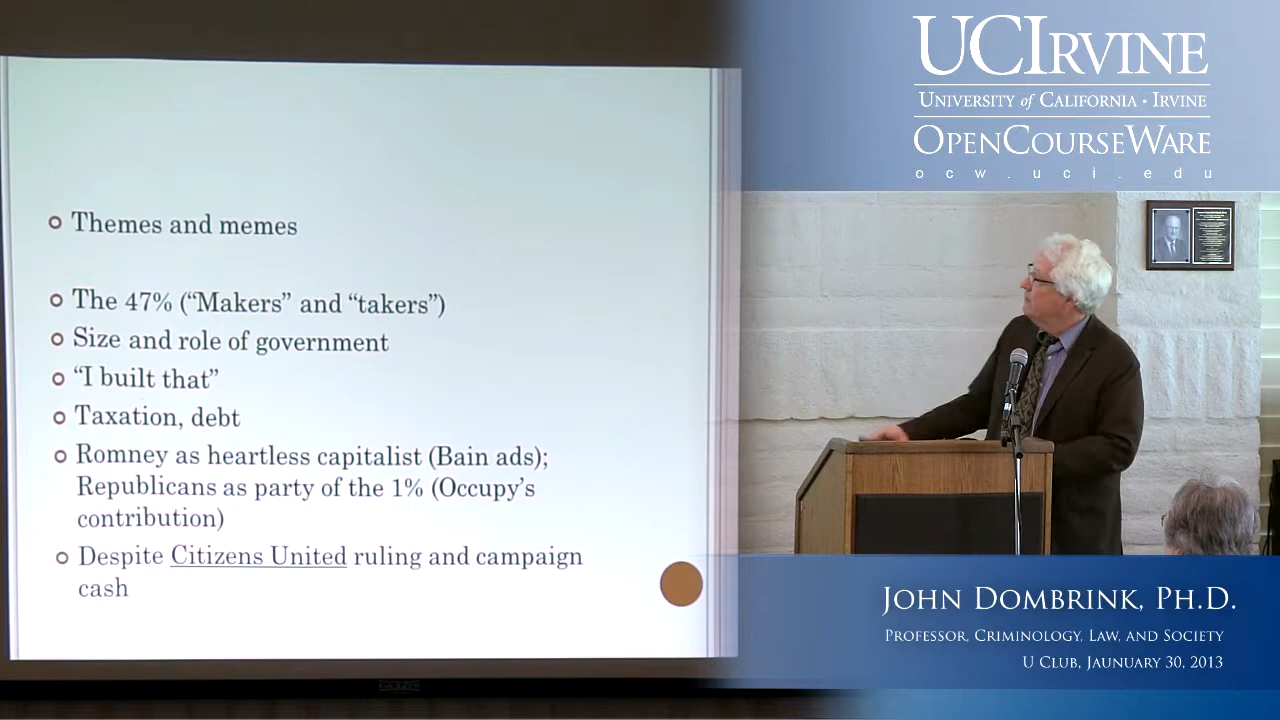 Themes and memes
The 47% (“Makers” and “takers”)
Size and role of government
“I built that”
Taxation, debt
Romney as heartless capitalist (Bain ads);
Republicans as party of the 1% (Occupy’s
contribution)
Despite Citizens United ruling and campaign
cash
UCIRVINE
UNIVERSITY of CALIFORNIA • IRVINE
OPENCOURSEWARE
ocw.uci.edu
JOHN DOMBRINK, PH.D.
PROFESSOR, CRIMINOLOGY, LAW, AND SOCIETY
U CLUB, JAUNUARY 30, 2013